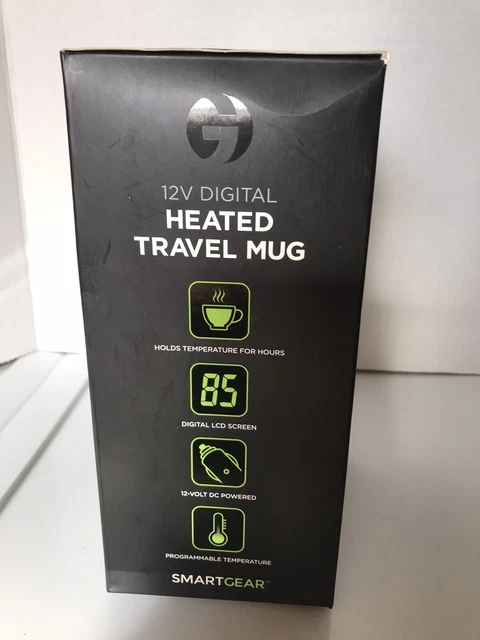 12V DIGITAL
HEATED
TRAVEL MUG
HOLDS TEMPERATURE FOR HOURS
85
DIGITAL LCD SCREEN
12-VOLT DC POWERED
PROGRAMMABLE TEMPERATURE
SMARTGEAR™